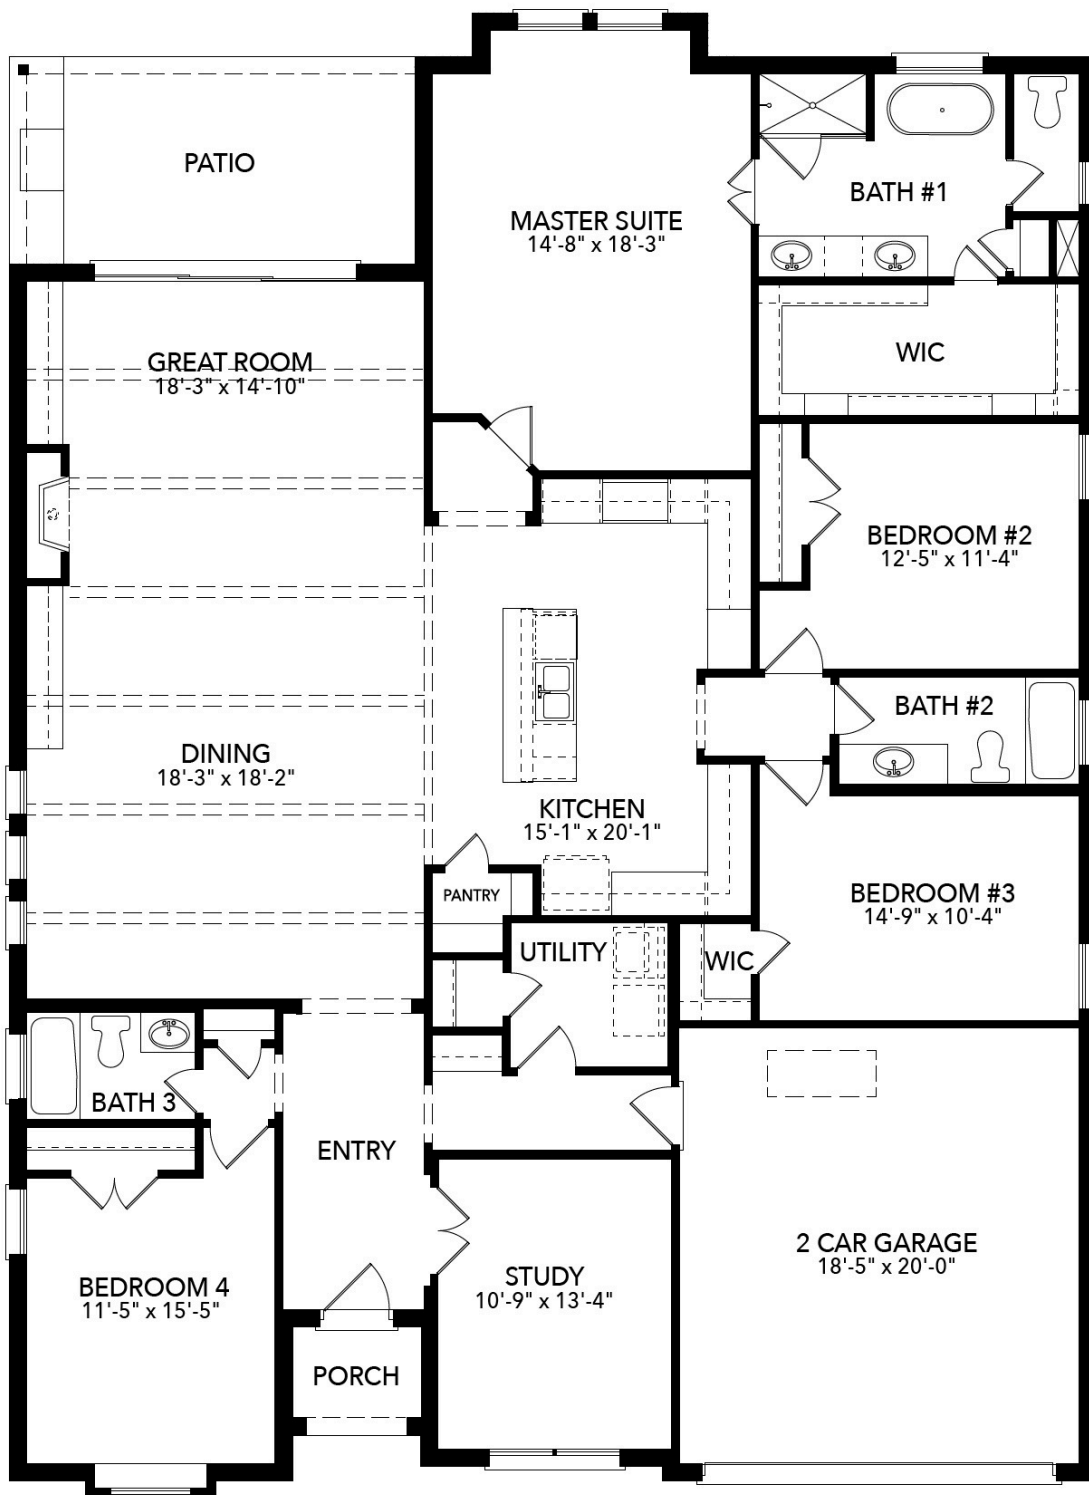 PATIO
MASTER SUITE
14'-8" x 18'-3"
BATH #1
GREAT ROOM
18'-3" x 14'-10"
WIC
BEDROOM #2
12'-5" x 11'-4"
BATH #2
DINING
18'-3" x 18'-2"
KITCHEN
15'-1" x 20'-1"
PANTRY
BEDROOM #3
14'-9" x 10'-4"
UTILITY
WIC
BATH 3
ENTRY
2 CAR GARAGE
18'-5" x 20'-0"
STUDY
10'-9" x 13'-4"
BEDROOM 4
11'-5" x 15'-5"
PORCH